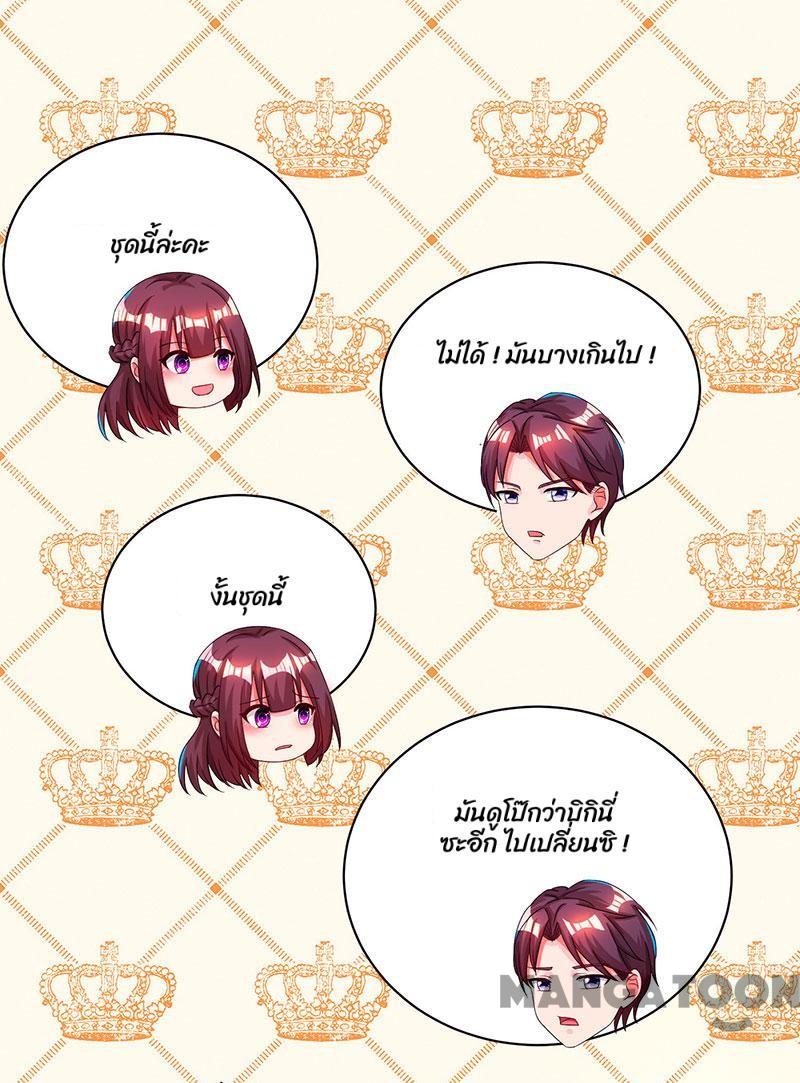 ชุดนี้ล่ะคะ
ไม่ได้ ! มันบางเกินไป !
งั้นชุดนี้
มันดูโป๊กว่าบิกินี่
ซะอีก ไปเปลี่ยนซิ !
MANGATOON